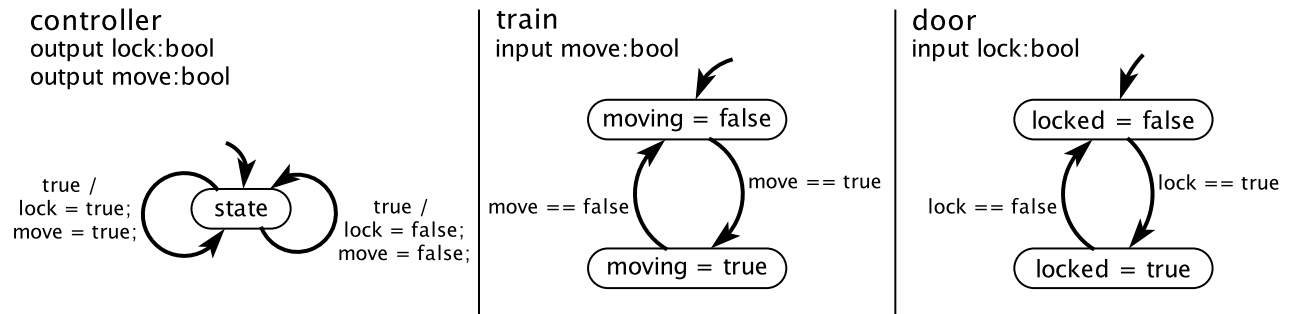 controller
output lock:bool
output move:bool
true /
lock = true;
move = true;
state
true /
lock = false;
move = false;
train
input move:bool
moving = false
move == true
move == false
moving = true
door
input lock:bool
locked = false
lock == true
lock == false
locked = true